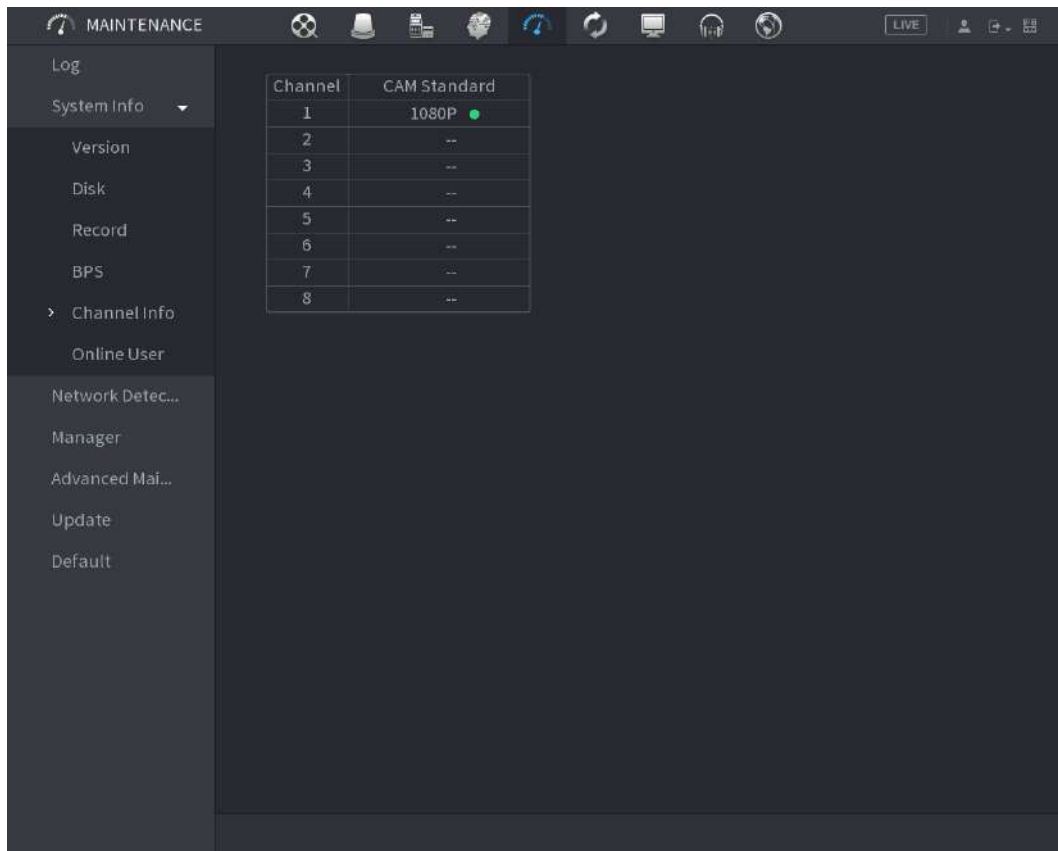 MAINTENANCE
LIVE
Log
System Info
Version
Disk
Record
BPS
Channel Info
Online User
Network Detec...
Manager
Advanced Mai...
Update
Default
Channel CAM Standard
1 1080P
2 --
3 --
4 --
5 --
6 --
7 --
8 --